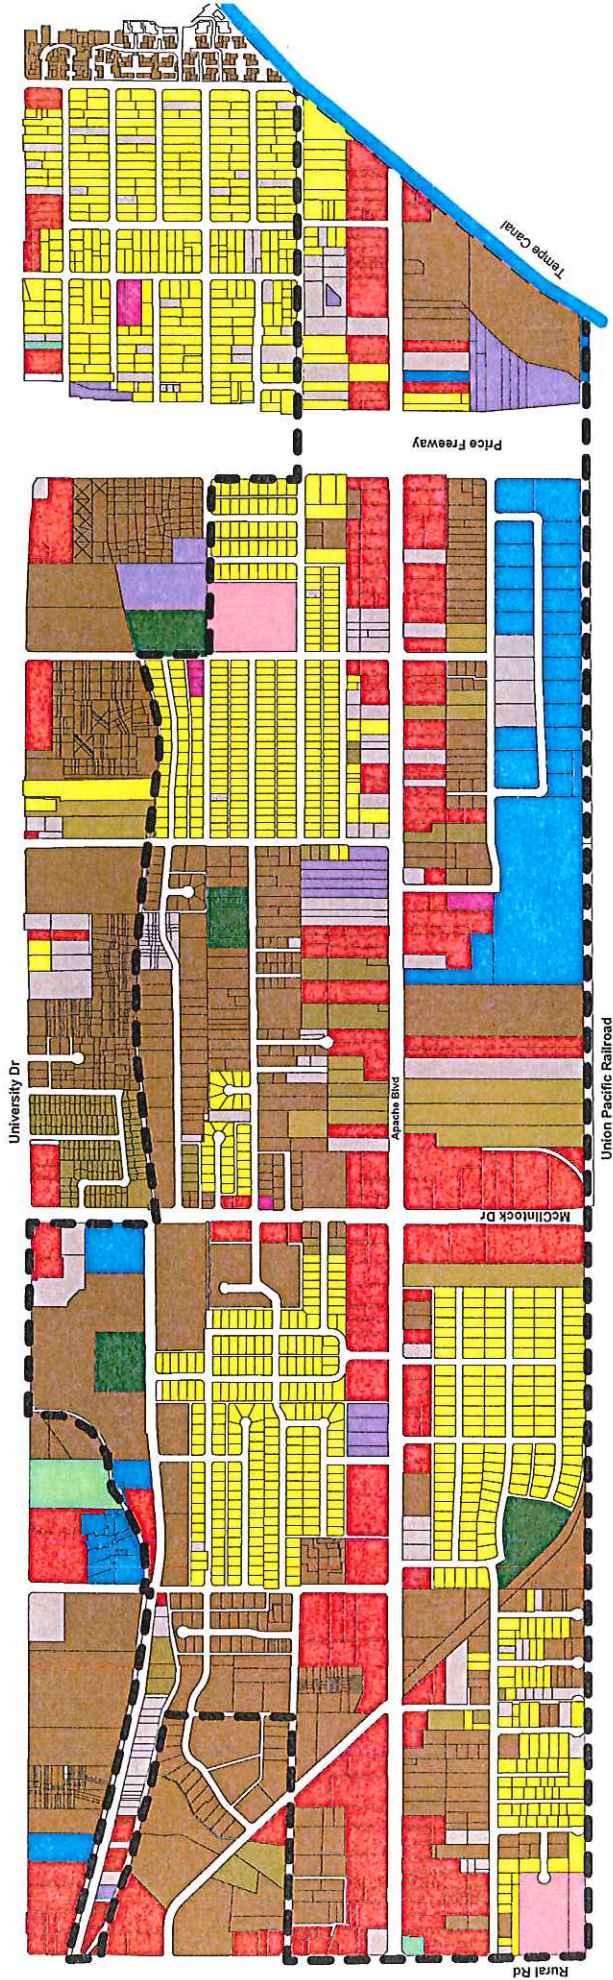 Tempe Canal
Price Freeway
University Dr
Apache Blvd
Union Pacific Railroad
McClintock Dr
Rural Rd